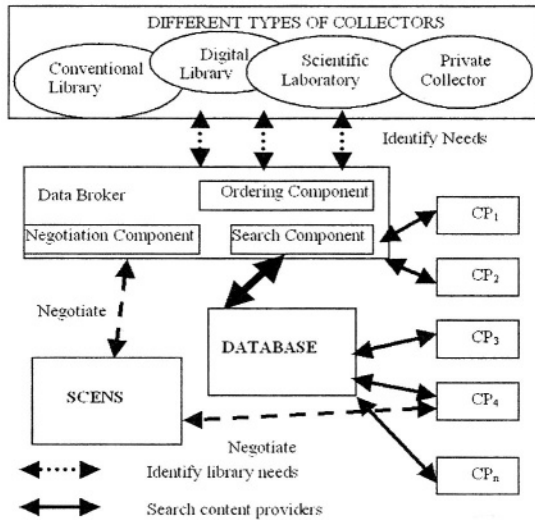 DIFFERENT TYPES OF COLLECTORS
Conventional
Library
Digital
Library
Scientific
Laboratory
Private
Collector
Identify Needs
Data Broker
Ordering Component
Negotiation Component
Search Component
CP1
CP2
Negotiate
DATABASE
CP3
SCENS
CP4
Negotiate
CPn
Identify library needs
Search content providers